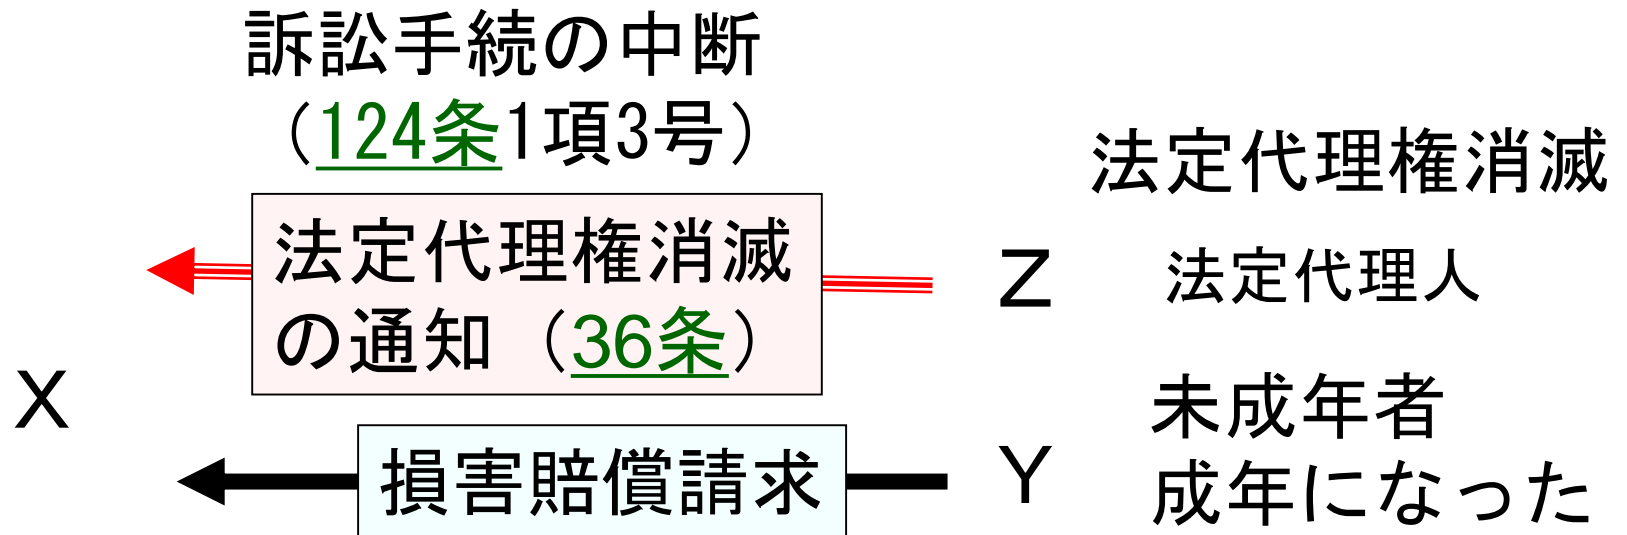 訴訟手続の中断
（124条1項3号）
法定代理権消滅
法定代理権消滅
の通知（36条）
Z 法定代理人
X
未成年者
Y
成年になった
損害賠償請求